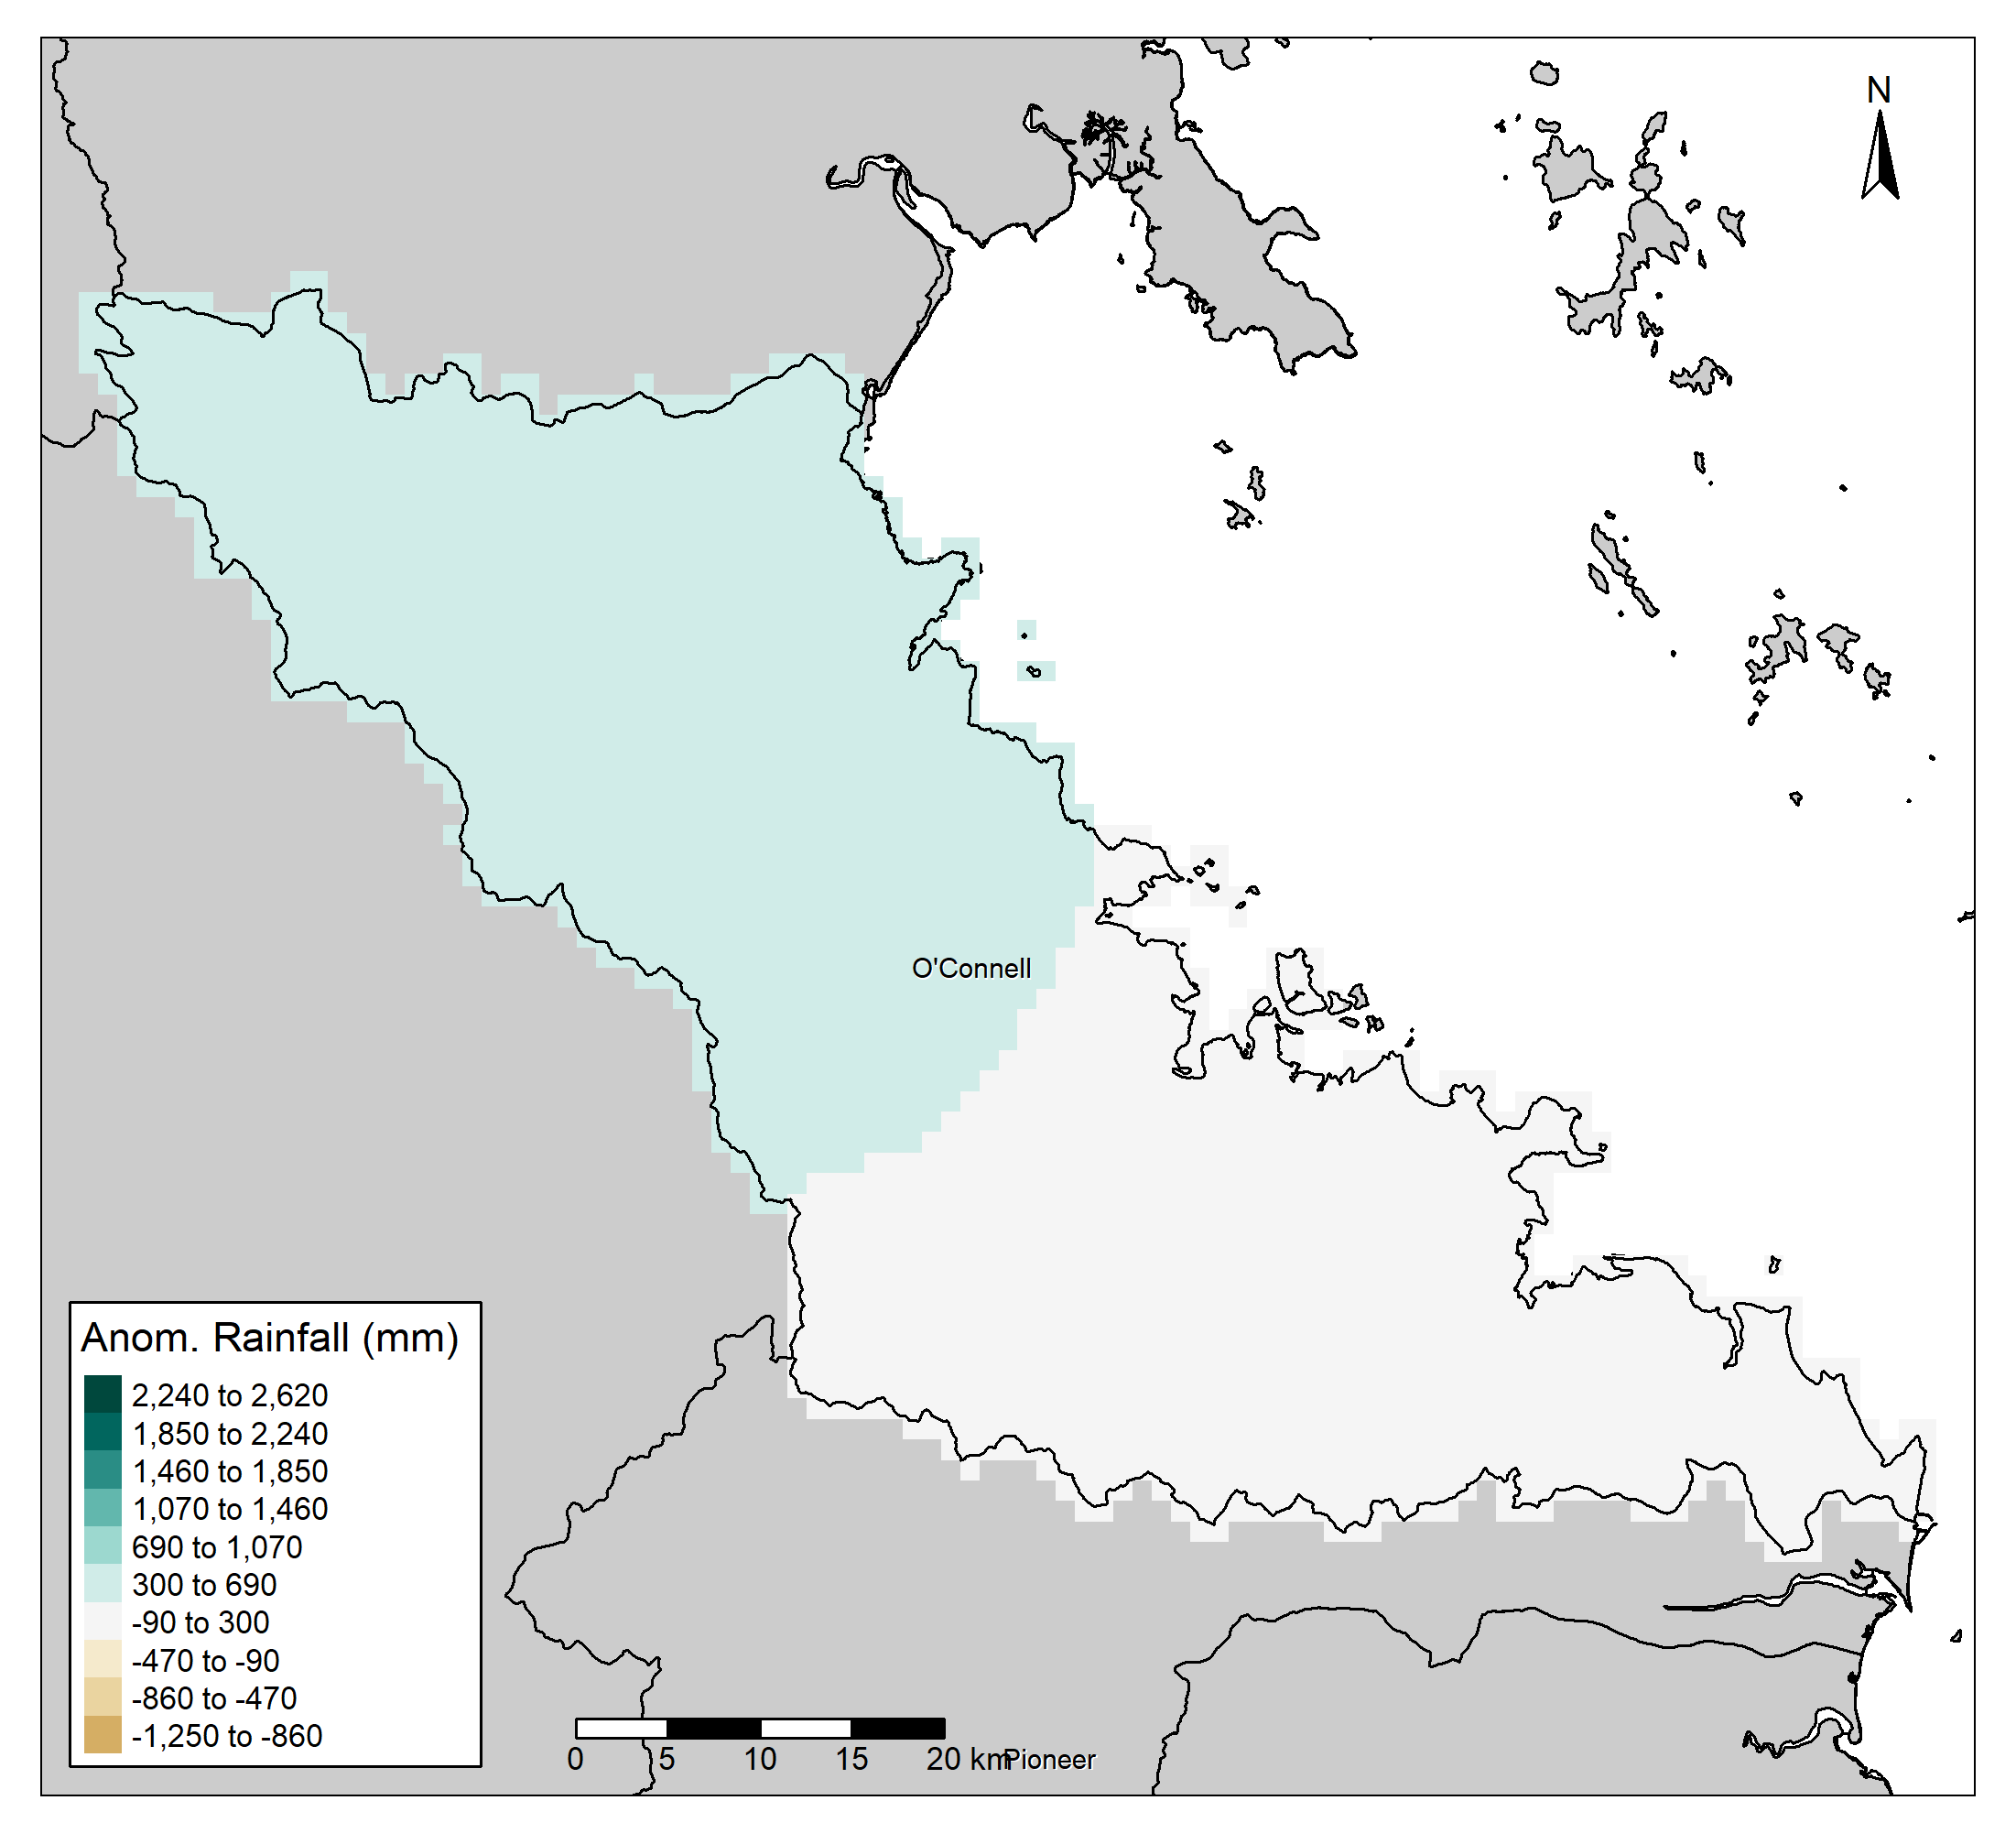 N
O'Connell
Anom. Rainfall (mm)
2,240 to 2,620
1,850 to 2,240
1,460 to 1,850
1,070 to 1,460
690 to 1,070
300 to 690
-90 to 300
-470 to -90
-860 to -470
-1,250 to -860
0 5 10 15 20 km
Pioneer